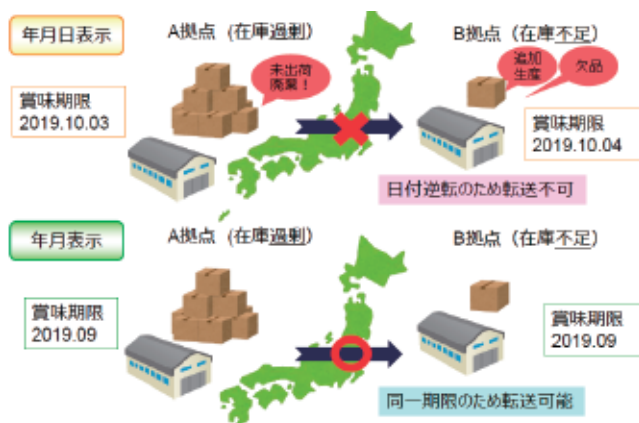 年月日表示
A拠点（在庫過剰）
B拠点（在庫不足）
未出荷
廃棄！
追加
生産
欠品
賞味期限
2019.10.03
賞味期限
2019.10.04
日付逆転のため転送不可
年月表示
A拠点（在庫過剰）
B拠点（在庫不足）
賞味期限
2019.09
賞味期限
2019.09
同一期限のため転送可能